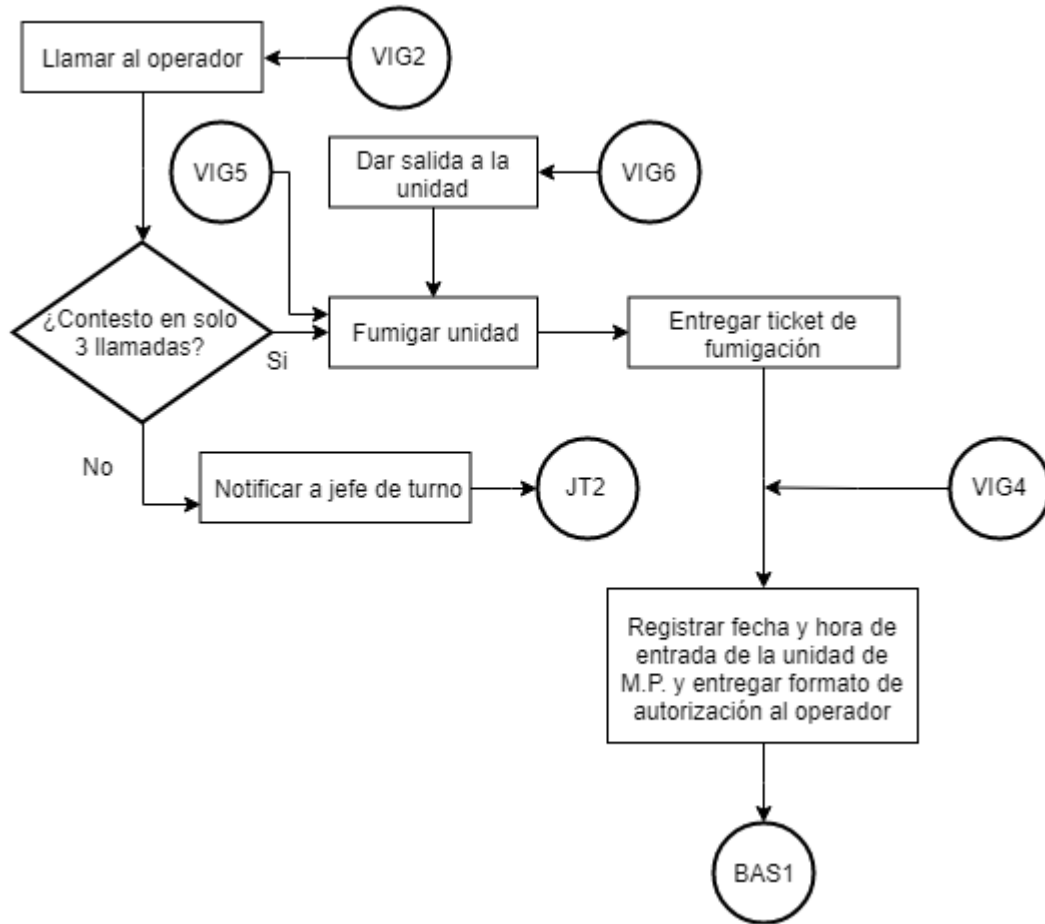 Llamar al operador
VIG2
VIG5
Dar salida a la
unidad
VIG6
¿Contesto en solo
3 llamadas?
Si
Fumigar unidad
Entregar ticket de
fumigación
No
Notificar a jefe de turno
JT2
VIG4
Registrar fecha y hora de
entrada de la unidad de
M.P. y entregar formato de
autorización al operador
BAS1